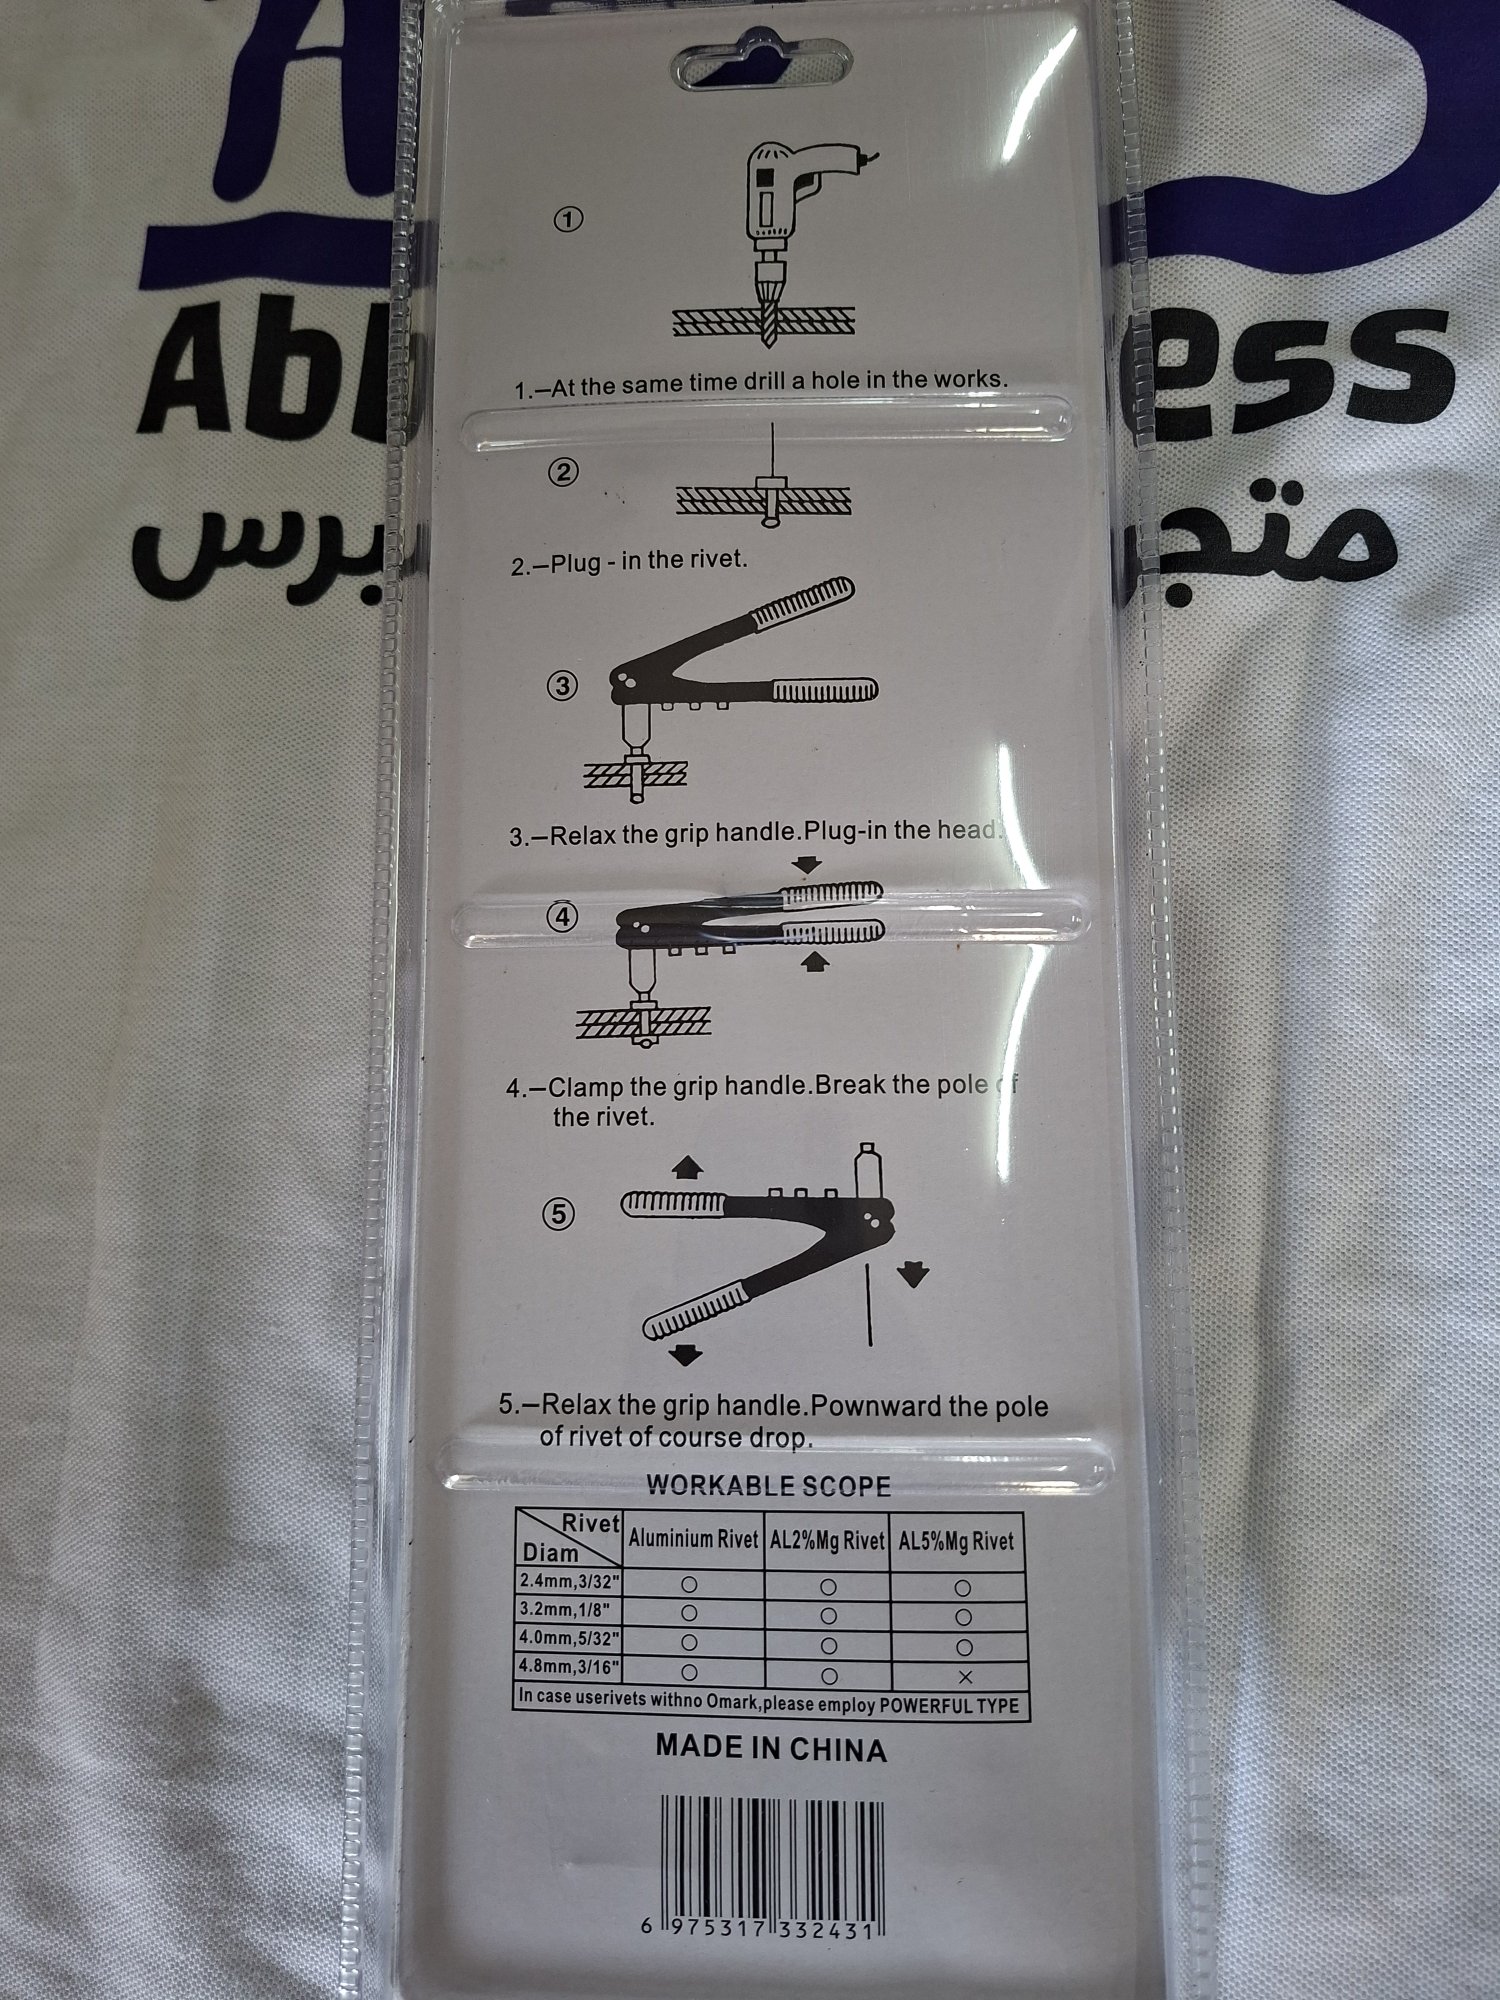 Ab
ess
برس
متج
①
1.–At the same time drill a hole in the works.
②
2.–Plug - in the rivet.
③
3.–Relax the grip handle.Plug-in the head.
④
4.–Clamp the grip handle.Break the pole of
the rivet.
⑤
5.–Relax the grip handle.Pownward the pole
of rivet of course drop.
WORKABLE SCOPE
Rivet Aluminium Rivet AL2%Mg Rivet AL5%Mg Rivet
Diam
2.4mm,3/32" ○ ○ ○
3.2mm,1/8" ○ ○ ○
4.0mm,5/32" ○ ○ ○
4.8mm,3/16" ○ ○ ×
In case userivets withno Omark,please employ POWERFUL TYPE
MADE IN CHINA
6 975317 332431